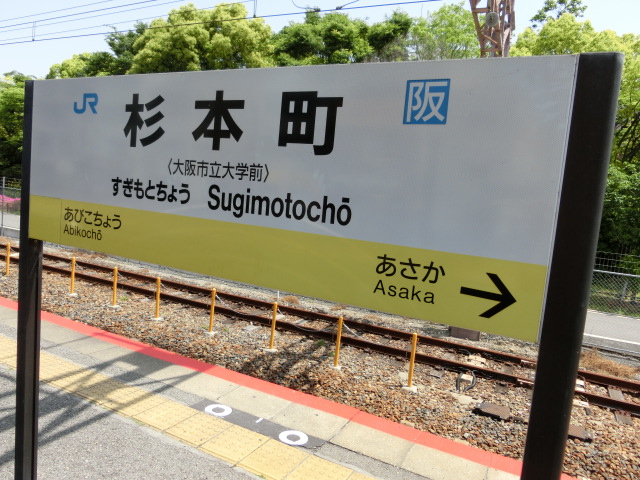 JR 杉本町 阪
〈大阪市立大学前〉
すぎもとちょう Sugimotochō
あびこちょう
Abikochō
あさか
Asaka →